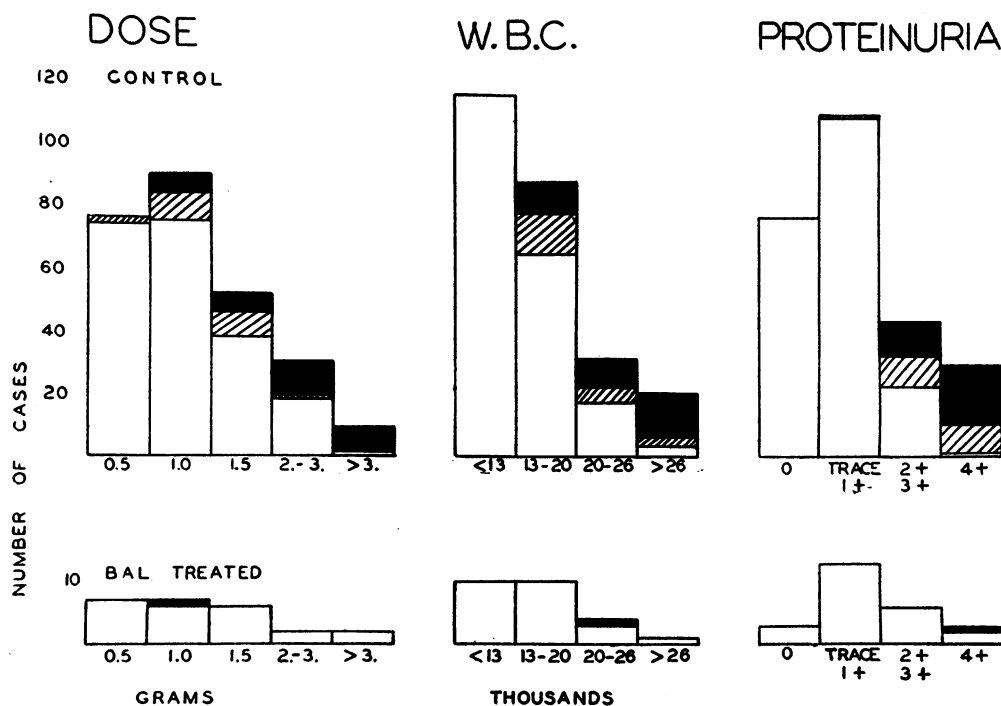 DOSE W.B.C. PROTEINURIA
120 CONTROL
100
80
60
40
20
NUMBER OF CASES
0.5 1.0 1.5 2.-3. >3. <13 13-20 20-26 >26 0 TRACE 2+ 4+
1+ 3+
10 BAL TREATED
0.5 1.0 1.5 2.-3. >3. <13 13-20 20-26 >26 0 TRACE 2+ 4+
1+ 3+
GRAMS THOUSANDS